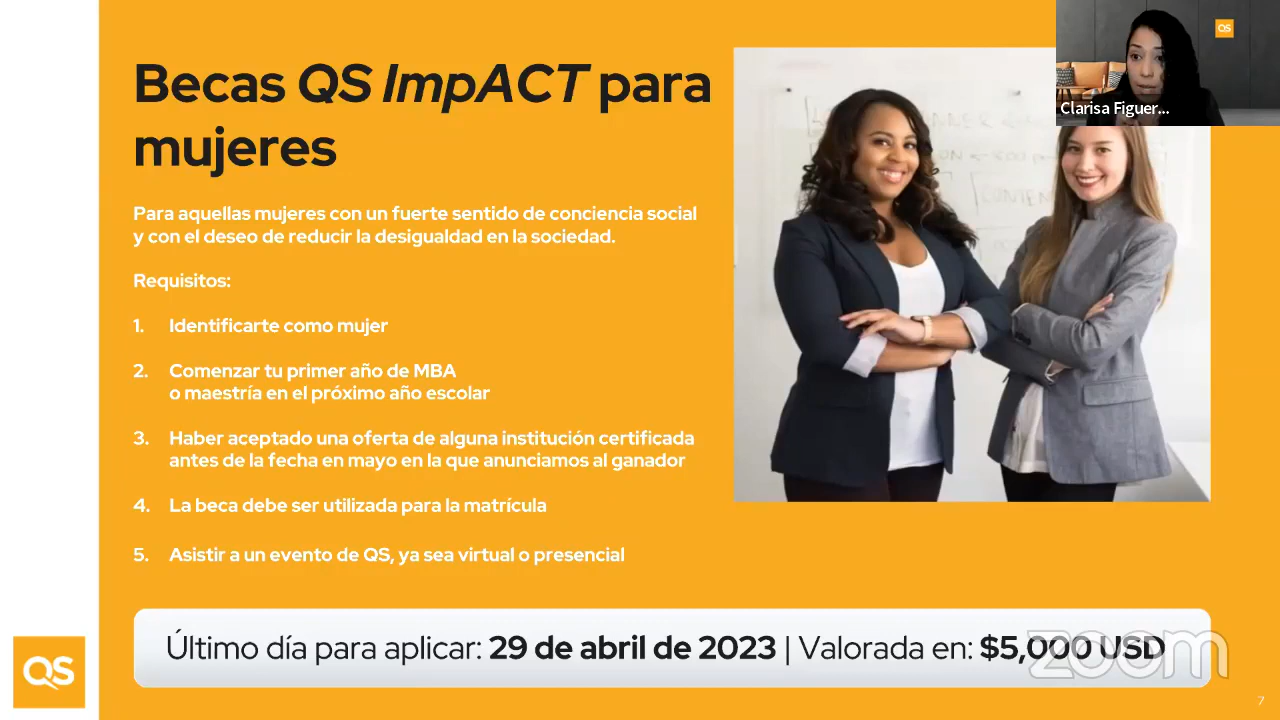 Becas QS ImpACT para
mujeres
Para aquellas mujeres con un fuerte sentido de conciencia social
y con el deseo de reducir la desigualdad en la sociedad.
Requisitos:
1. Identificarte como mujer
2. Comenzar tu primer año de MBA
o maestría en el próximo año escolar
3. Haber aceptado una oferta de alguna institución certificada
antes de la fecha en mayo en la que anunciamos al ganador
4. La beca debe ser utilizada para la matrícula
5. Asistir a un evento de QS, ya sea virtual o presencial
Último día para aplicar: 29 de abril de 2023 | Valorada en: $5,000 USD
zoom
QS
QS
Clarisa Figuer...
7